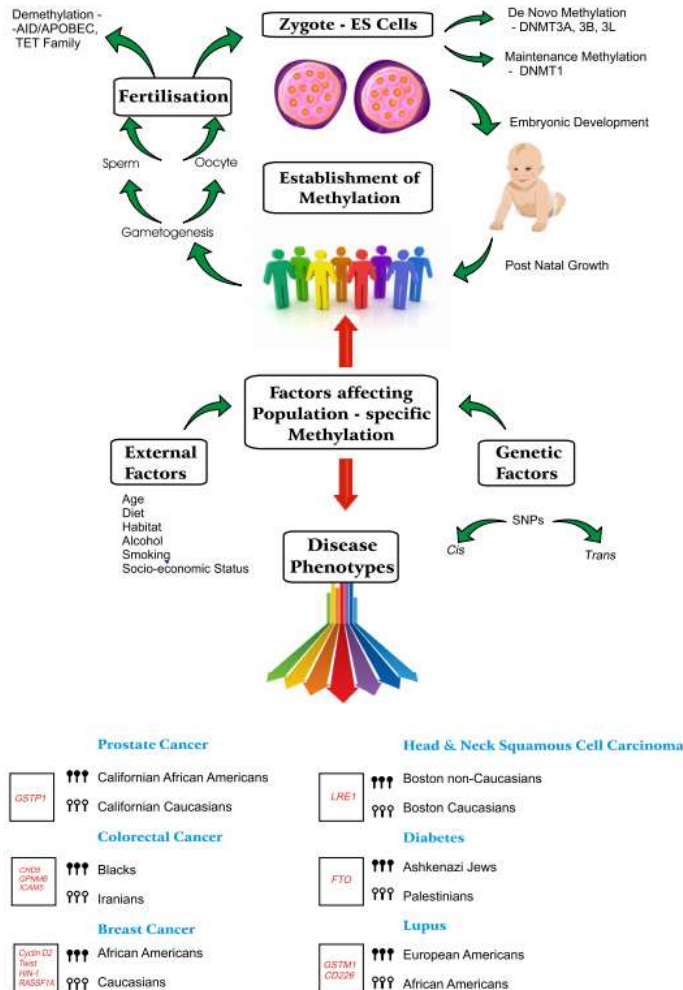 Demethylation -
-AID/APOBEC,
TET Family
Zygote - ES Cells
De Novo Methylation
- DNMT3A, 3B, 3L
Maintenance Methylation
- DNMT1
Fertilisation
Embryonic Development
Sperm
Oocyte
Establishment of
Methylation
Gametogenesis
Post Natal Growth
Factors affecting
Population - specific
Methylation
External
Factors
Genetic
Factors
Age
Diet
Habitat
Alcohol
Smoking
Socio-economic Status
SNPs
Cis
Trans
Disease
Phenotypes
Prostate Cancer
GSTP1
Californian African Americans
Californian Caucasians
Colorectal Cancer
CHD5
GPNMB
ICAM5
Blacks
Iranians
Breast Cancer
Cyclin D2
Twist
HIN-1
RASSF1A
African Americans
Caucasians
Head & Neck Squamous Cell Carcinoma
LRE1
Boston non-Caucasians
Boston Caucasians
Diabetes
FTO
Ashkenazi Jews
Palestinians
Lupus
GSTM1
CD226
European Americans
African Americans